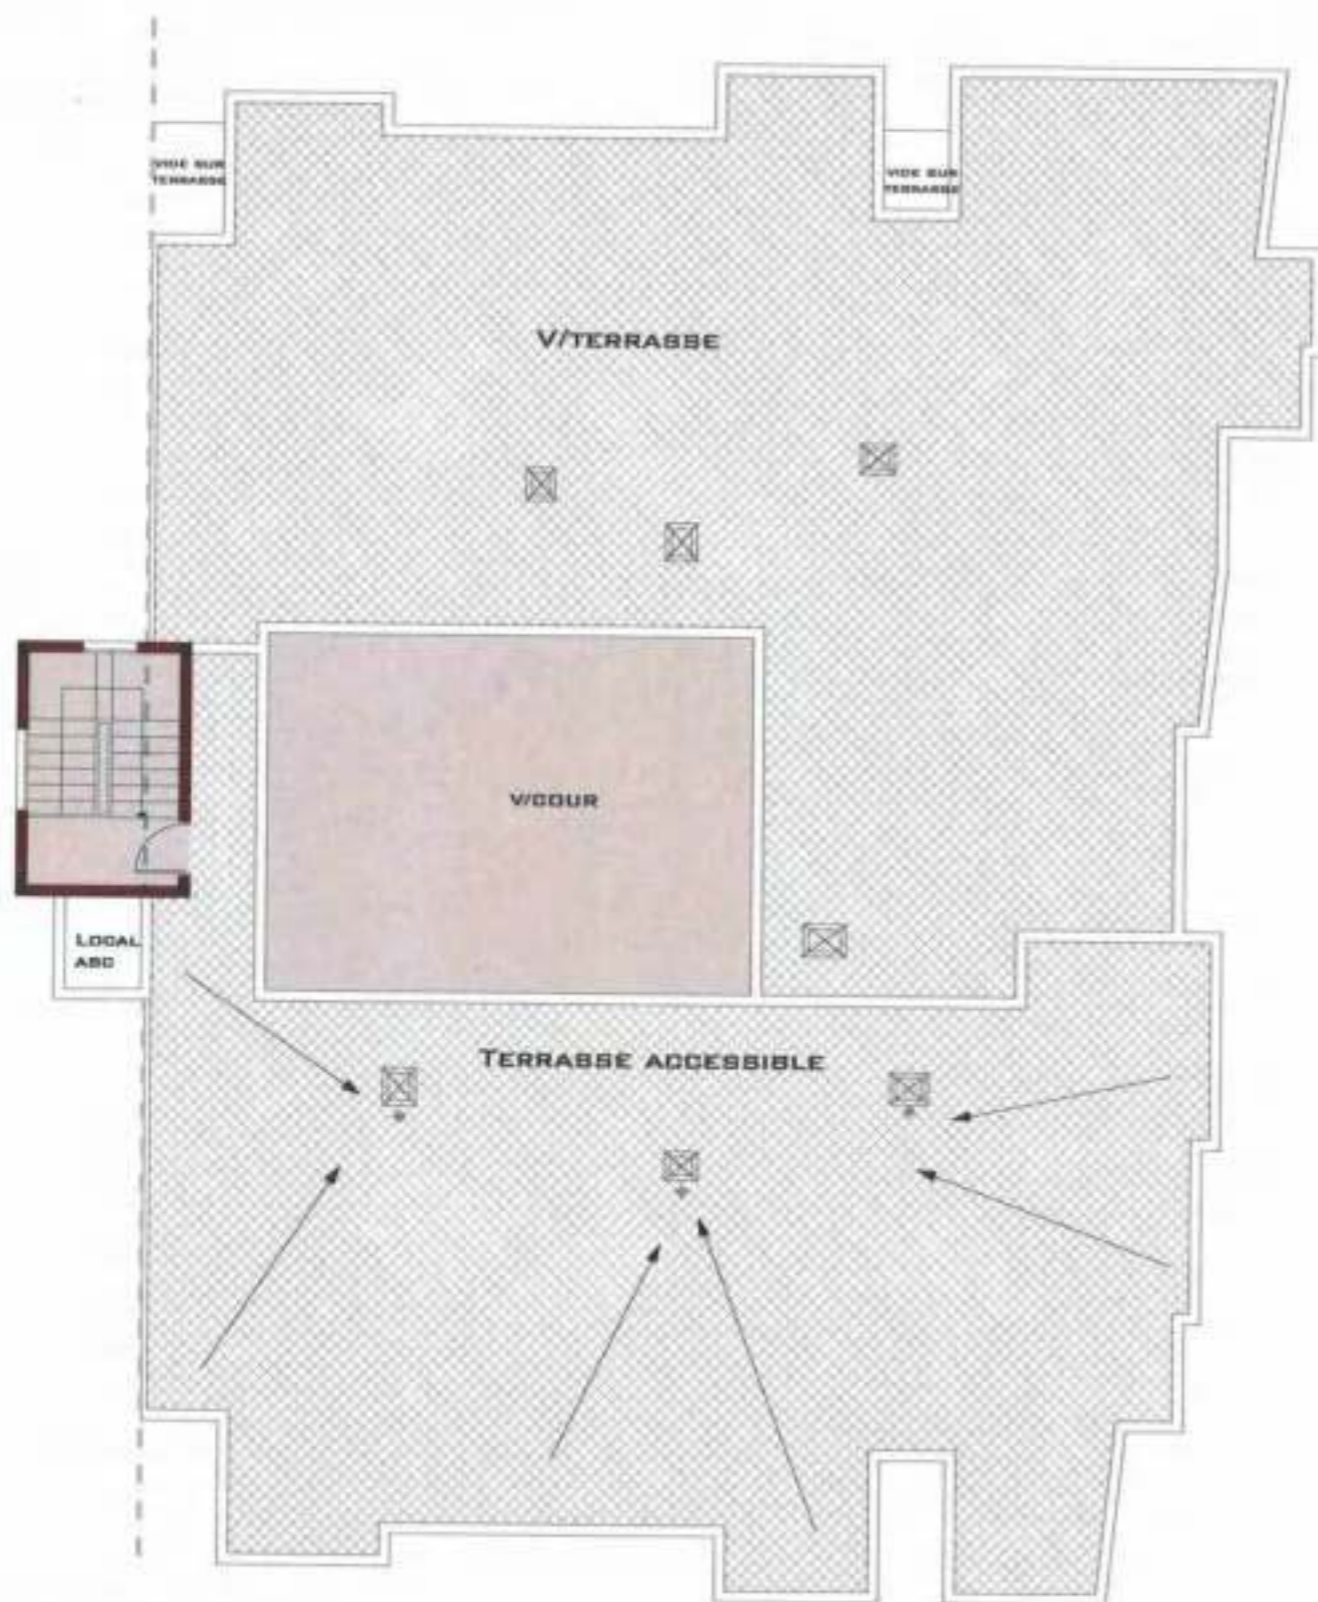 VIDE SUR
TERRASSE
VIDE SUR
TERRASSE
V/TERRASSE
V/COUR
LOCAL
ASC
TERRASSE ACCESSIBLE